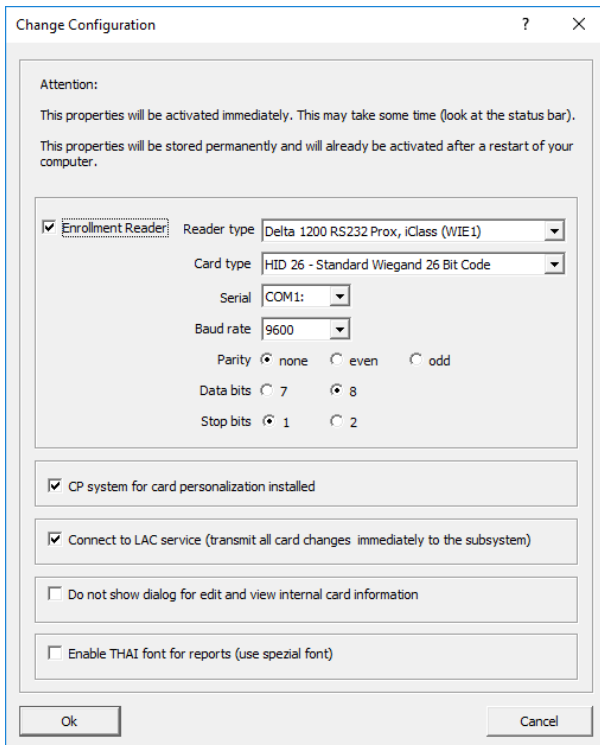 Change Configuration ?
Attention:
This properties will be activated immediately. This may take some time (look at the status bar).
This properties will be stored permanently and will already be activated after a restart of your
computer.
Enrollment Reader Reader type Delta 1200 RS232 Prox, iClass (WIE1)
Card type HID 26 - Standard Wiegand 26 Bit Code
Serial COM1:
Baud rate 9600
Parity none even odd
Data bits 7 8
Stop bits 1 2
CP system for card personalization installed
Connect to LAC service (transmit all card changes immediately to the subsystem)
Do not show dialog for edit and view internal card information
Enable THAI font for reports (use spezial font)
Ok Cancel